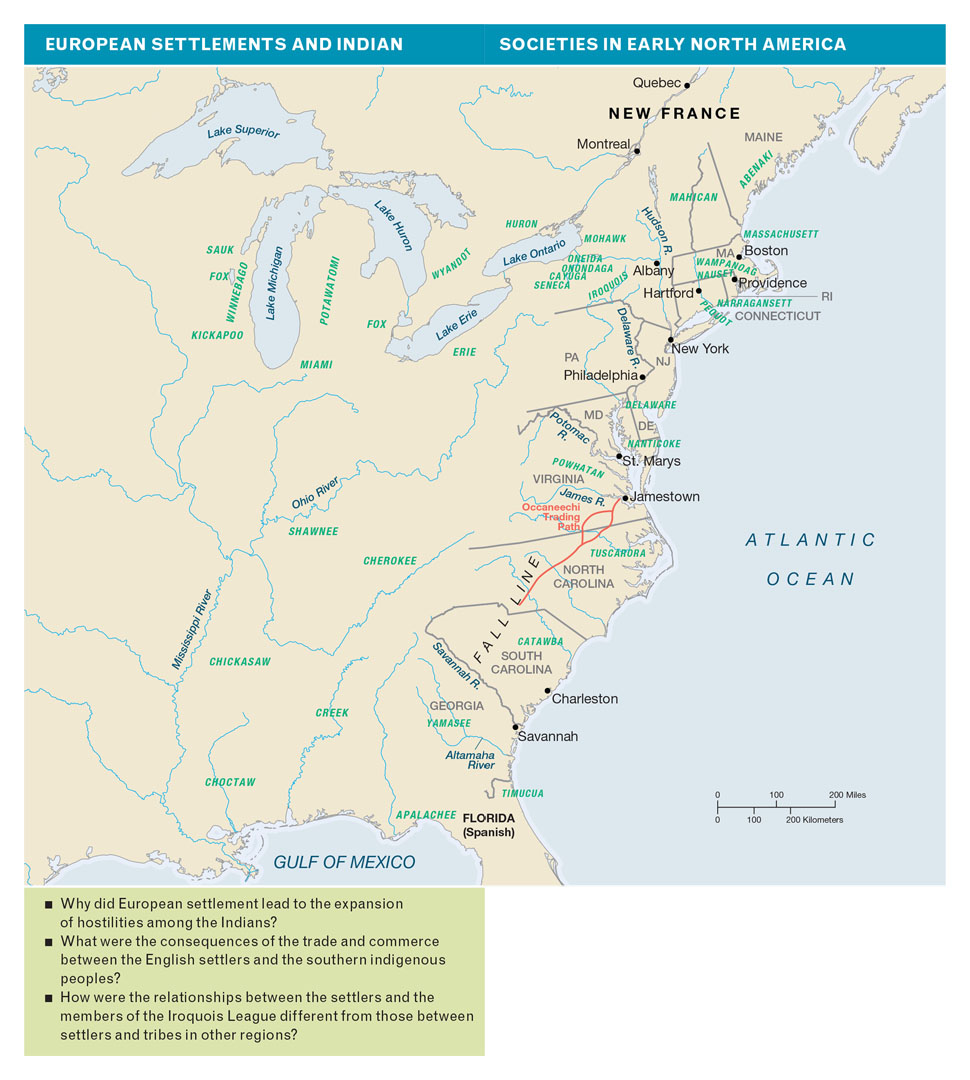 EUROPEAN SETTLEMENTS AND INDIAN SOCIETIES IN EARLY NORTH AMERICA
Quebec
NEW FRANCE
Lake Superior
Montreal
MAINE
ABENAKI
MAHICAN
Lake Huron
Hudson R.
HURON
MOHAWK
MASSACHUSETT
SAUK
Lake Michigan
Lake Ontario
MA
Boston
WYANDOT
ONEIDA
ONONDAGA
CAYUGA
SENECA
IROQUOIS
Albany
WAMPANOAG
NAUSET
Providence
FOX
WINNEBAGO
POTAWATOMI
Hartford
NARRAGANSETT
RI
PEQUOT
CONNECTICUT
KICKAPOO
FOX
Lake Erie
ERIE
Delaware R.
MIAMI
PA
NJ
New York
Philadelphia
DELAWARE
MD
DE
Potomac
R.
NANTICOKE
St. Marys
POWHATAN
VIRGINIA
Ohio River
James R.
Jamestown
Occaneechi
Trading
Path
SHAWNEE
CHEROKEE
TUSCARORA
NORTH
CAROLINA
FALL LINE
ATLANTIC
OCEAN
Mississippi River
CATAWBA
SOUTH
CAROLINA
CHICKASAW
Savannah R.
Charleston
CREEK
GEORGIA
YAMASEE
Savannah
Altamaha
River
CHOCTAW
TIMUCUA
APALACHEE
FLORIDA
(Spanish)
GULF OF MEXICO
0 100 200 Miles
0 100 200 Kilometers
■ Why did European settlement lead to the expansion
of hostilities among the Indians?
■ What were the consequences of the trade and commerce
between the English settlers and the southern indigenous
peoples?
■ How were the relationships between the settlers and the
members of the Iroquois League different from those between
settlers and tribes in other regions?